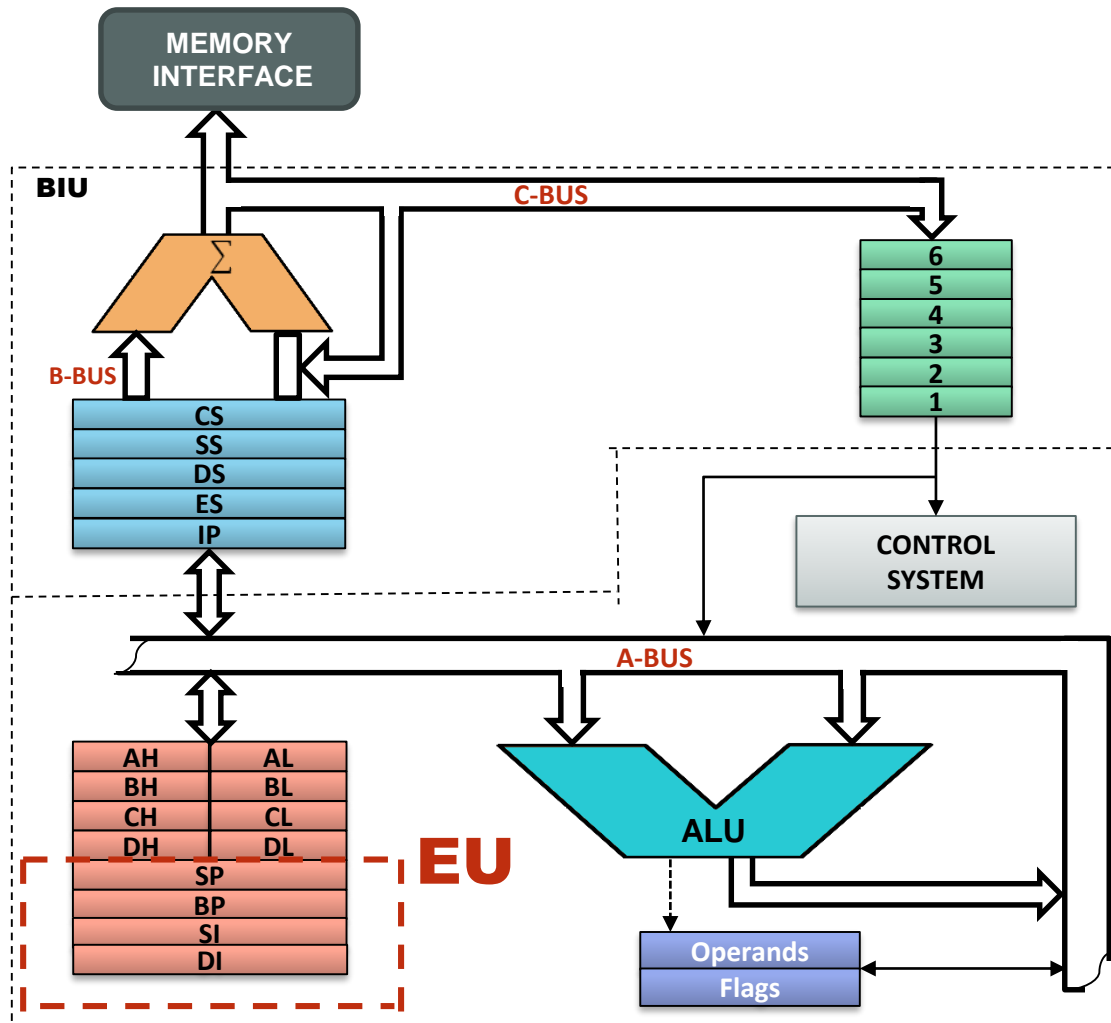 MEMORY
INTERFACE
BIU
C-BUS
∑
6
5
4
3
2
1
B-BUS
CS
SS
DS
ES
IP
CONTROL
SYSTEM
A-BUS
AH AL
BH BL
CH CL
DH DL
SP
BP
SI
DI
EU
ALU
Operands
Flags